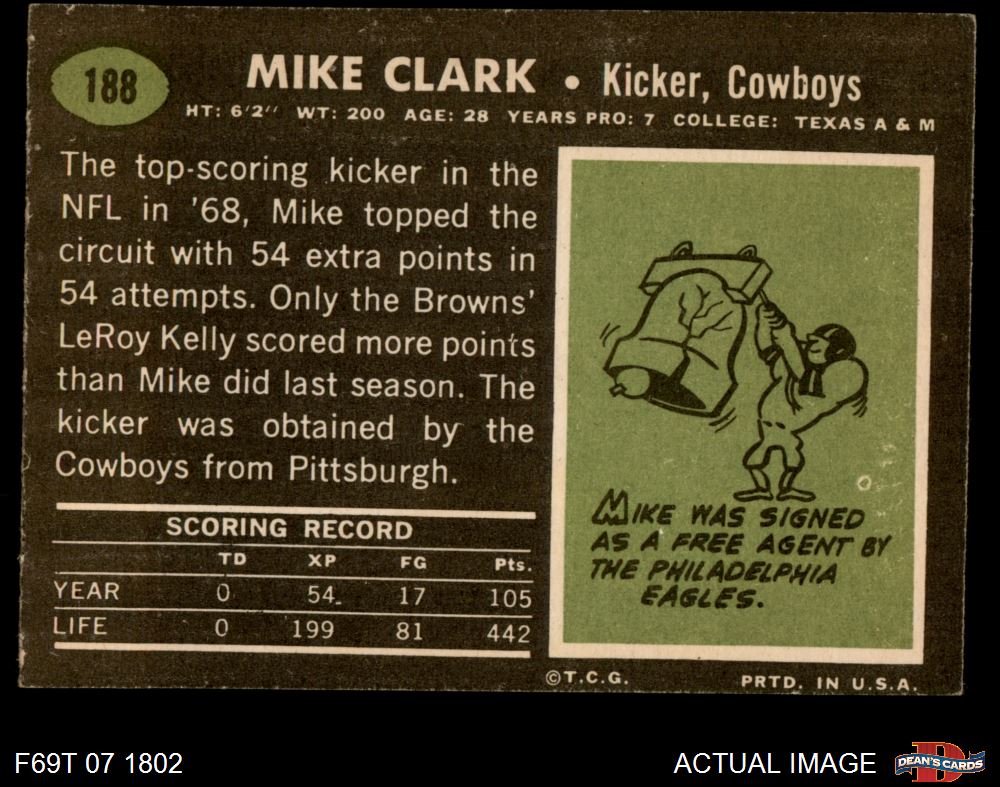 188
MIKE CLARK • Kicker, Cowboys
HT: 6'2'' WT: 200 AGE: 28 YEARS PRO: 7 COLLEGE: TEXAS A & M
The top-scoring kicker in the
NFL in '68, Mike topped the
circuit with 54 extra points in
54 attempts. Only the Browns'
LeRoy Kelly scored more points
than Mike did last season. The
kicker was obtained by the
Cowboys from Pittsburgh.
SCORING RECORD
TD XP FG Pts.
YEAR 0 54 17 105
LIFE 0 199 81 442
MIKE WAS SIGNED
AS A FREE AGENT BY
THE PHILADELPHIA
EAGLES.
©T.C.G. PRTD. IN U.S.A.
F69T 07 1802
ACTUAL IMAGE
D
DEAN'S CARDS